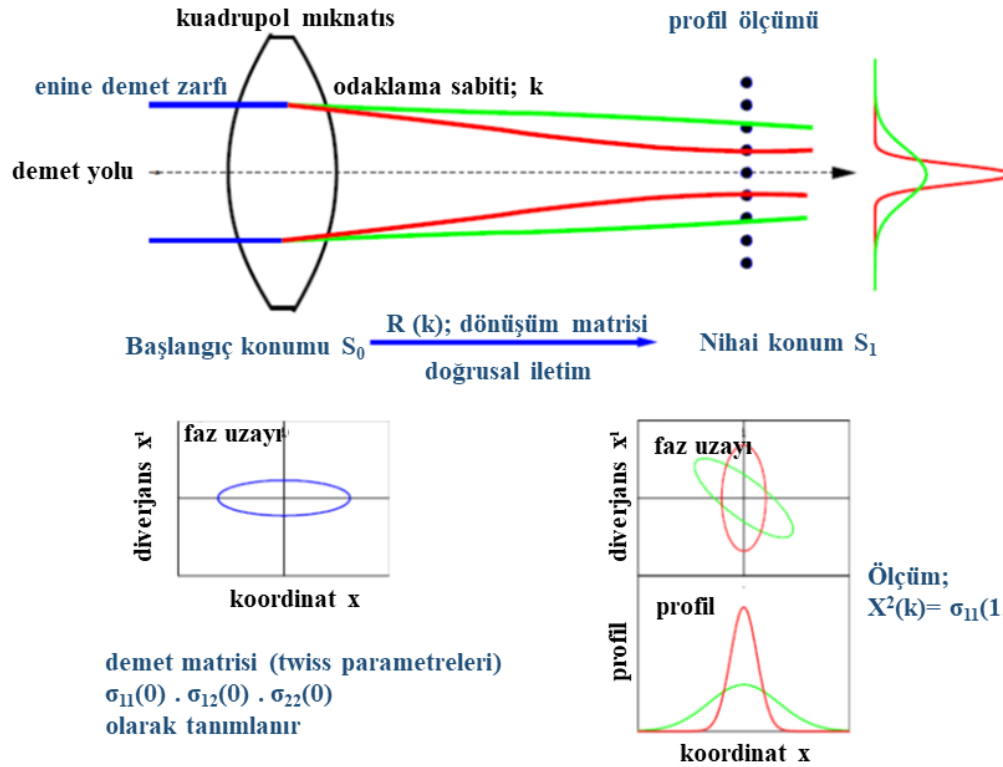 kuadrupol mıknatıs
profil ölçümü
enine demet zarfı
odaklama sabiti; k
demet yolu
R (k); dönüşüm matrisi
Başlangıç konumu S₀
Nihai konum S₁
doğrusal iletim
faz uzayı
diverjans x¹
koordinat x
faz uzayı
diverjans x¹
Ölçüm;
X²(k)= σ₁₁(1
profil
profil
koordinat x
demet matrisi (twiss parametreleri)
σ₁₁(0) . σ₁₂(0) . σ₂₂(0)
olarak tanımlanır